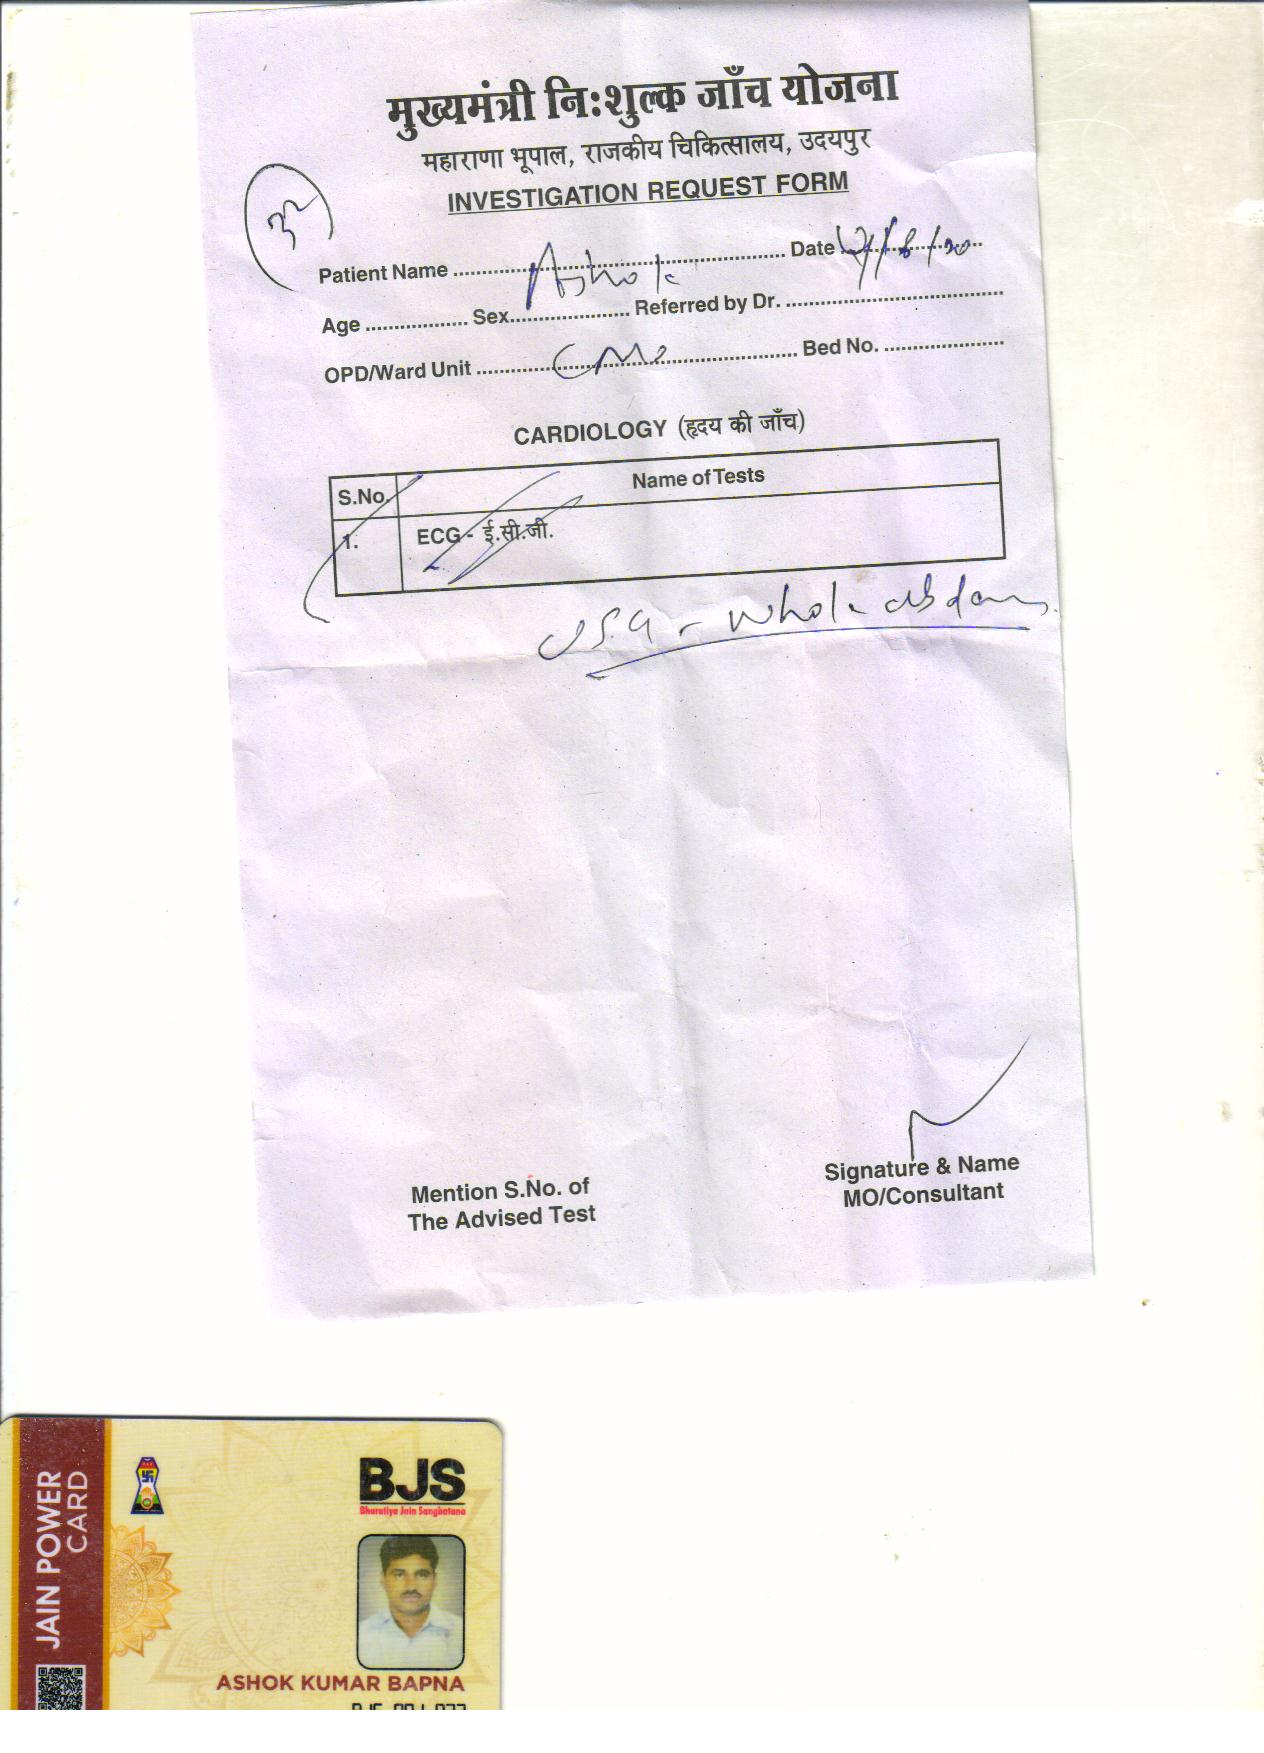 मुख्यमंत्री नि:शुल्क जाँच योजना
महाराणा भूपाल, राजकीय चिकित्सालय, उदयपुर
INVESTIGATION REQUEST FORM
Patient Name Ashok Date
Age Sex Referred by Dr.
OPD/Ward Unit Bed No.
CARDIOLOGY (हृदय की जाँच)
S.No. Name of Tests
1. ECG - ई.सी.जी.
USG - Whole abdomen
Mention S.No. of
The Advised Test
Signature & Name
MO/Consultant
JAIN POWER
CARD
BJS
Bharatiya Jain Sanghatana
ASHOK KUMAR BAPNA